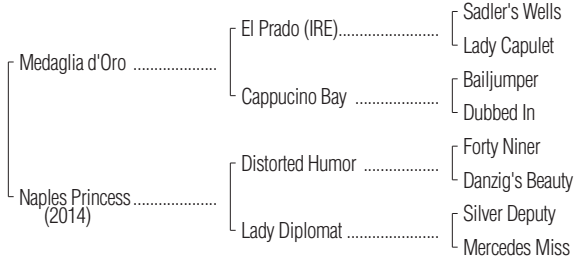 Sadler's Wells
El Prado (IRE)
Lady Capulet
Medaglia d'Oro
Bailjumper
Cappucino Bay
Dubbed In
Forty Niner
Distorted Humor
Danzig's Beauty
Naples Princess
(2014)
Silver Deputy
Lady Diplomat
Mercedes Miss